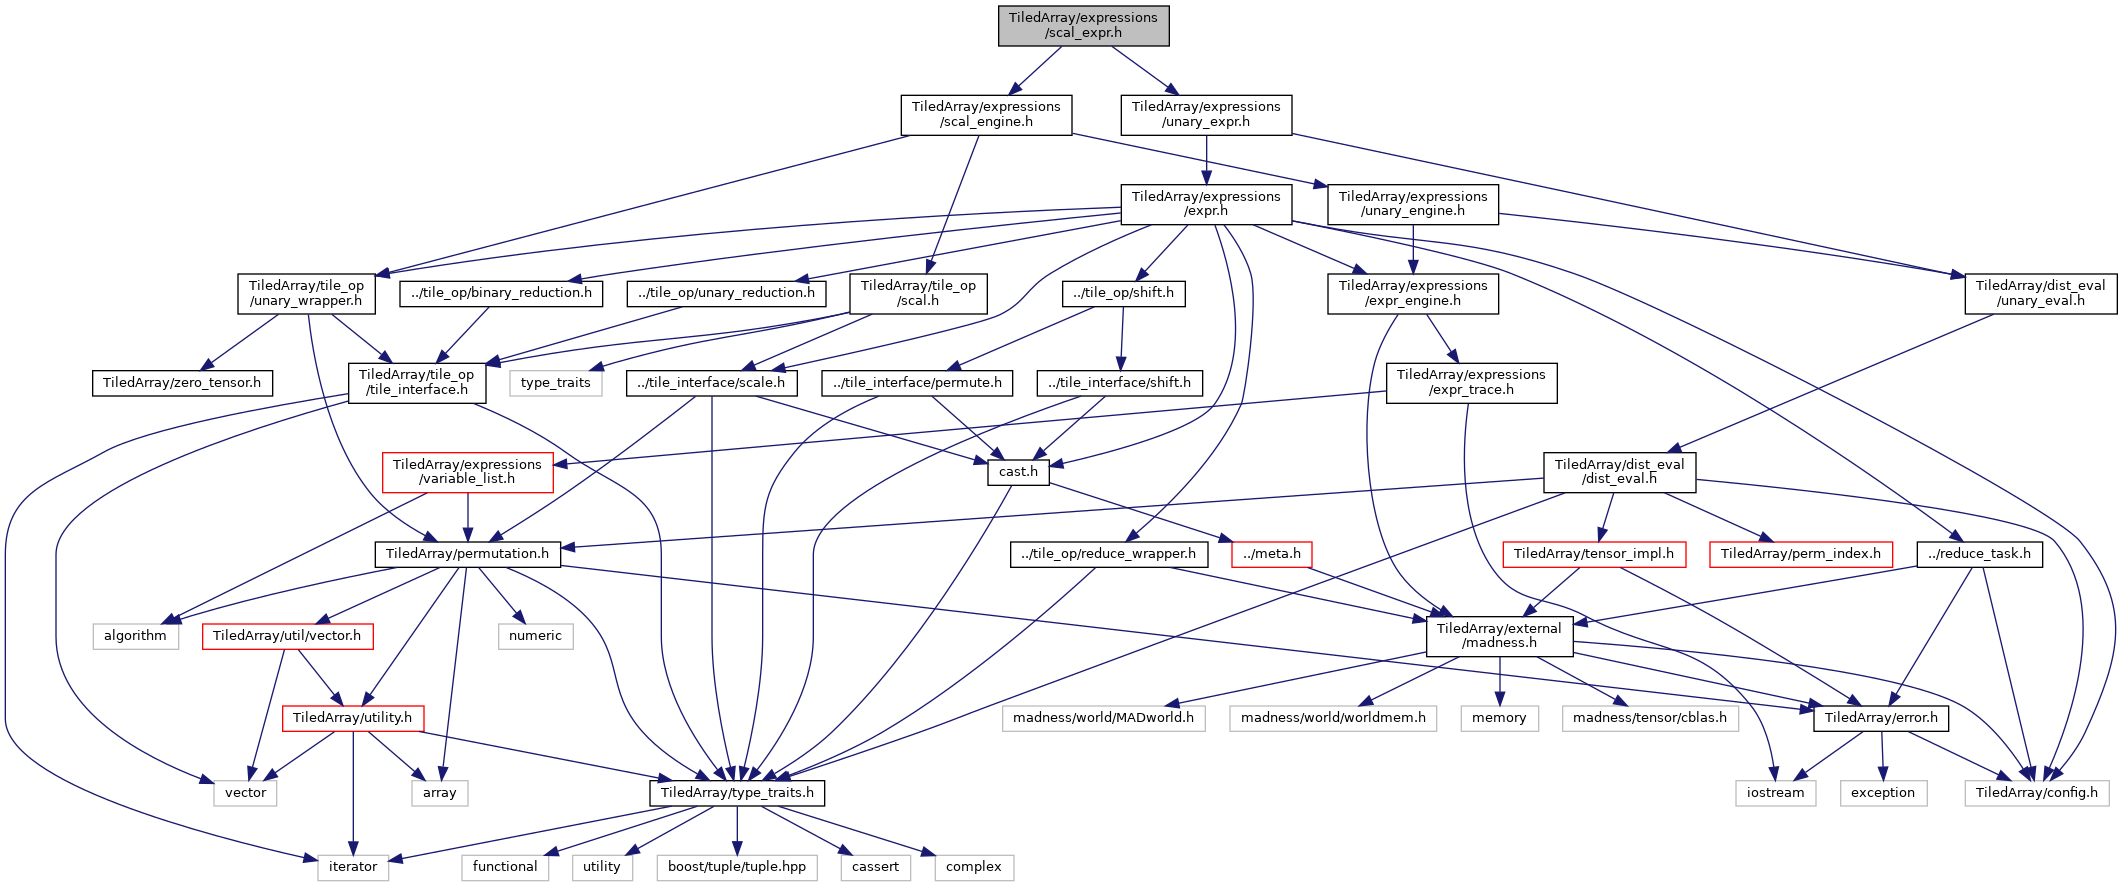 TiledArray/expressions
/scal_expr.h
TiledArray/expressions
/scal_engine.h
TiledArray/expressions
/unary_expr.h
TiledArray/expressions
/expr.h
TiledArray/expressions
/unary_engine.h
TiledArray/tile_op
/unary_wrapper.h
../tile_op/binary_reduction.h
../tile_op/unary_reduction.h
TiledArray/tile_op
/scal.h
../tile_op/shift.h
TiledArray/expressions
/expr_engine.h
TiledArray/dist_eval
/unary_eval.h
TiledArray/zero_tensor.h
TiledArray/tile_op
/tile_interface.h
type_traits
../tile_interface/scale.h
../tile_interface/permute.h
../tile_interface/shift.h
TiledArray/expressions
/expr_trace.h
TiledArray/expressions
/variable_list.h
cast.h
TiledArray/dist_eval
/dist_eval.h
TiledArray/permutation.h
../tile_op/reduce_wrapper.h
../meta.h
TiledArray/tensor_impl.h
TiledArray/perm_index.h
../reduce_task.h
algorithm
TiledArray/util/vector.h
numeric
TiledArray/external
/madness.h
TiledArray/utility.h
madness/world/MADworld.h
madness/world/worldmem.h
memory
madness/tensor/cblas.h
TiledArray/error.h
vector
array
TiledArray/type_traits.h
iostream
exception
TiledArray/config.h
iterator
functional
utility
boost/tuple/tuple.hpp
cassert
complex